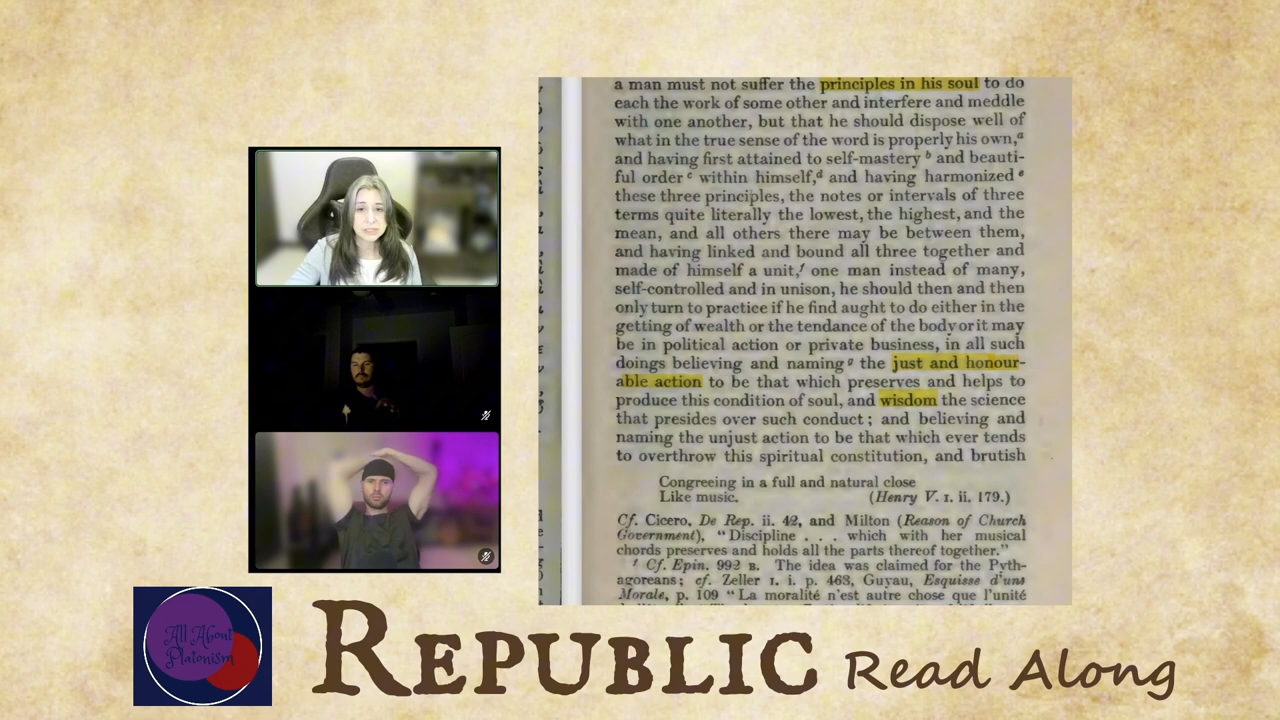 a man must not suffer the principles in his soul to do
each the work of some other and interfere and meddle
with one another, but that he should dispose well of
what in the true sense of the word is properly his own,ᵃ
and having first attained to self-mastery ᵇ and beauti-
ful order ᶜ within himself,ᵈ and having harmonized ᵉ
these three principles, the notes or intervals of three
terms quite literally the lowest, the highest, and the
mean, and all others there may be between them,
and having linked and bound all three together and
made of himself a unit,ᶠ one man instead of many,
self-controlled and in unison, he should then and then
only turn to practice if he find aught to do either in the
getting of wealth or the tendance of the body or it may
be in political action or private business, in all such
doings believing and naming ᵍ the just and honour-
able action to be that which preserves and helps to
produce this condition of soul, and wisdom the science
that presides over such conduct; and believing and
naming the unjust action to be that which ever tends
to overthrow this spiritual constitution, and brutish
Congreeing in a full and natural close
Like music. (Henry V. I. ii. 179.)
Cf. Cicero, De Rep. ii. 42, and Milton (Reason of Church
Government), "Discipline . . . which with her musical
chords preserves and holds all the parts thereof together."
ᶠ Cf. Epin. 992 B. The idea was claimed for the Pyth-
agoreans; cf. Zeller I. i. p. 463, Guyau, Esquisse d'une
Morale, p. 109 "La moralité n'est autre chose que l'unité
All About
Platonism
Republic Read Along